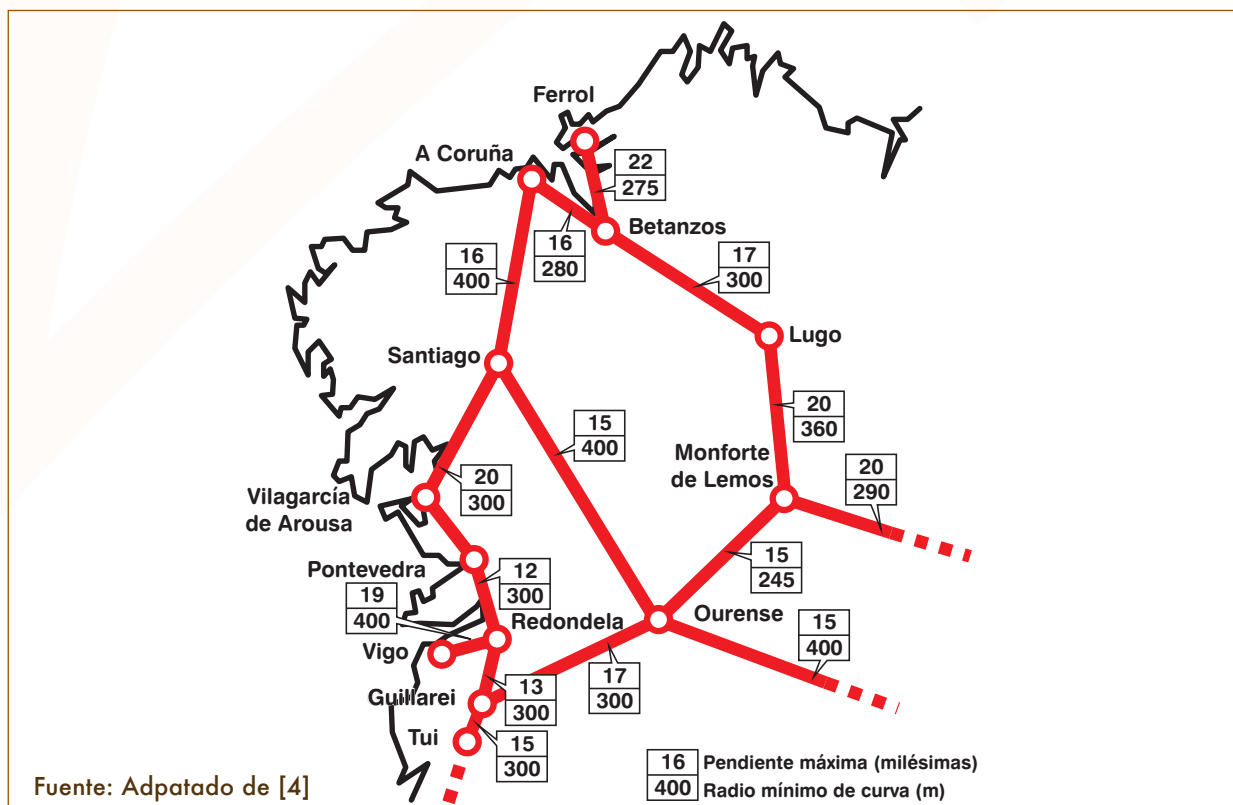 Ferrol
A Coruña
22
275
Betanzos
16
280
16
400
17
300
Lugo
Santiago
20
360
15
400
Monforte
de Lemos
20
290
20
300
Vilagarcía
de Arousa
15
245
Pontevedra
12
300
19
400
Redondela
Ourense
15
400
Vigo
17
300
Guillarei
13
300
Tui
15
300
16
400
Pendiente máxima (milésimas)
Radio mínimo de curva (m)
Fuente: Adpatado de [4]